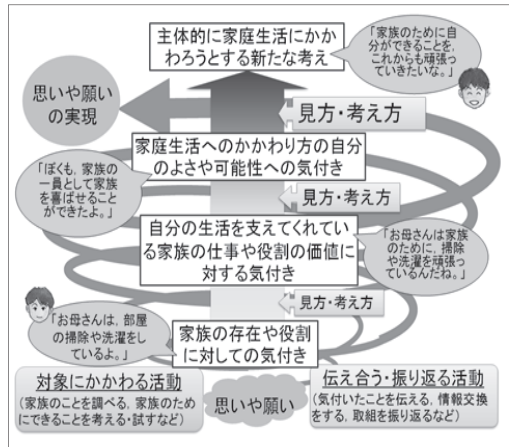 主体的に家庭生活にかか
わろうとする新たな考え
「家族のために自
分ができることを,
これからも頑張っ
ていきたいな。」
思いや願い
の実現
見方・考え方
家庭生活へのかかわり方の自分
のよさや可能性への気付き
「ぼくも,家族の
一員として家族
を喜ばせること
ができたよ。」
見方・考え方
自分の生活を支えてくれてい
る家族の仕事や役割の価値に
対する気付き
「お母さんは家族
のために,掃除
や洗濯を頑張っ
ているんだね。」
見方・考え方
「お母さんは,部屋
の掃除や洗濯をし
ているよ。」
家族の存在や役割
に対しての気付き
対象にかかわる活動
(家族のことを調べる,家族のため
にできることを考える・試すなど)
思いや願い
伝え合う・振り返る活動
(気付いたことを伝える,情報交換
をする,取組を振り返るなど)